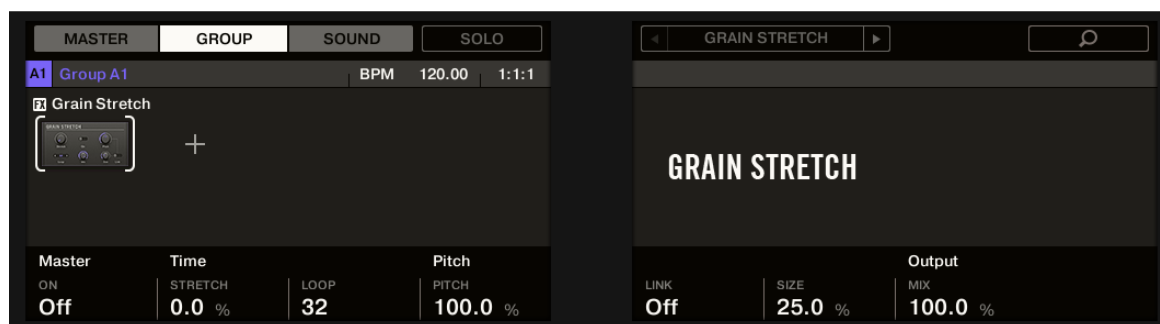 MASTER GROUP SOUND SOLO
GRAIN STRETCH
A1 Group A1 BPM 120.00 1:1:1
FX Grain Stretch
GRAIN STRETCH
GRAIN STRETCH
Master Time Pitch
ON STRETCH LOOP PITCH
Off 0.0 % 32 100.0 %
Output
LINK SIZE MIX
Off 25.0 % 100.0 %